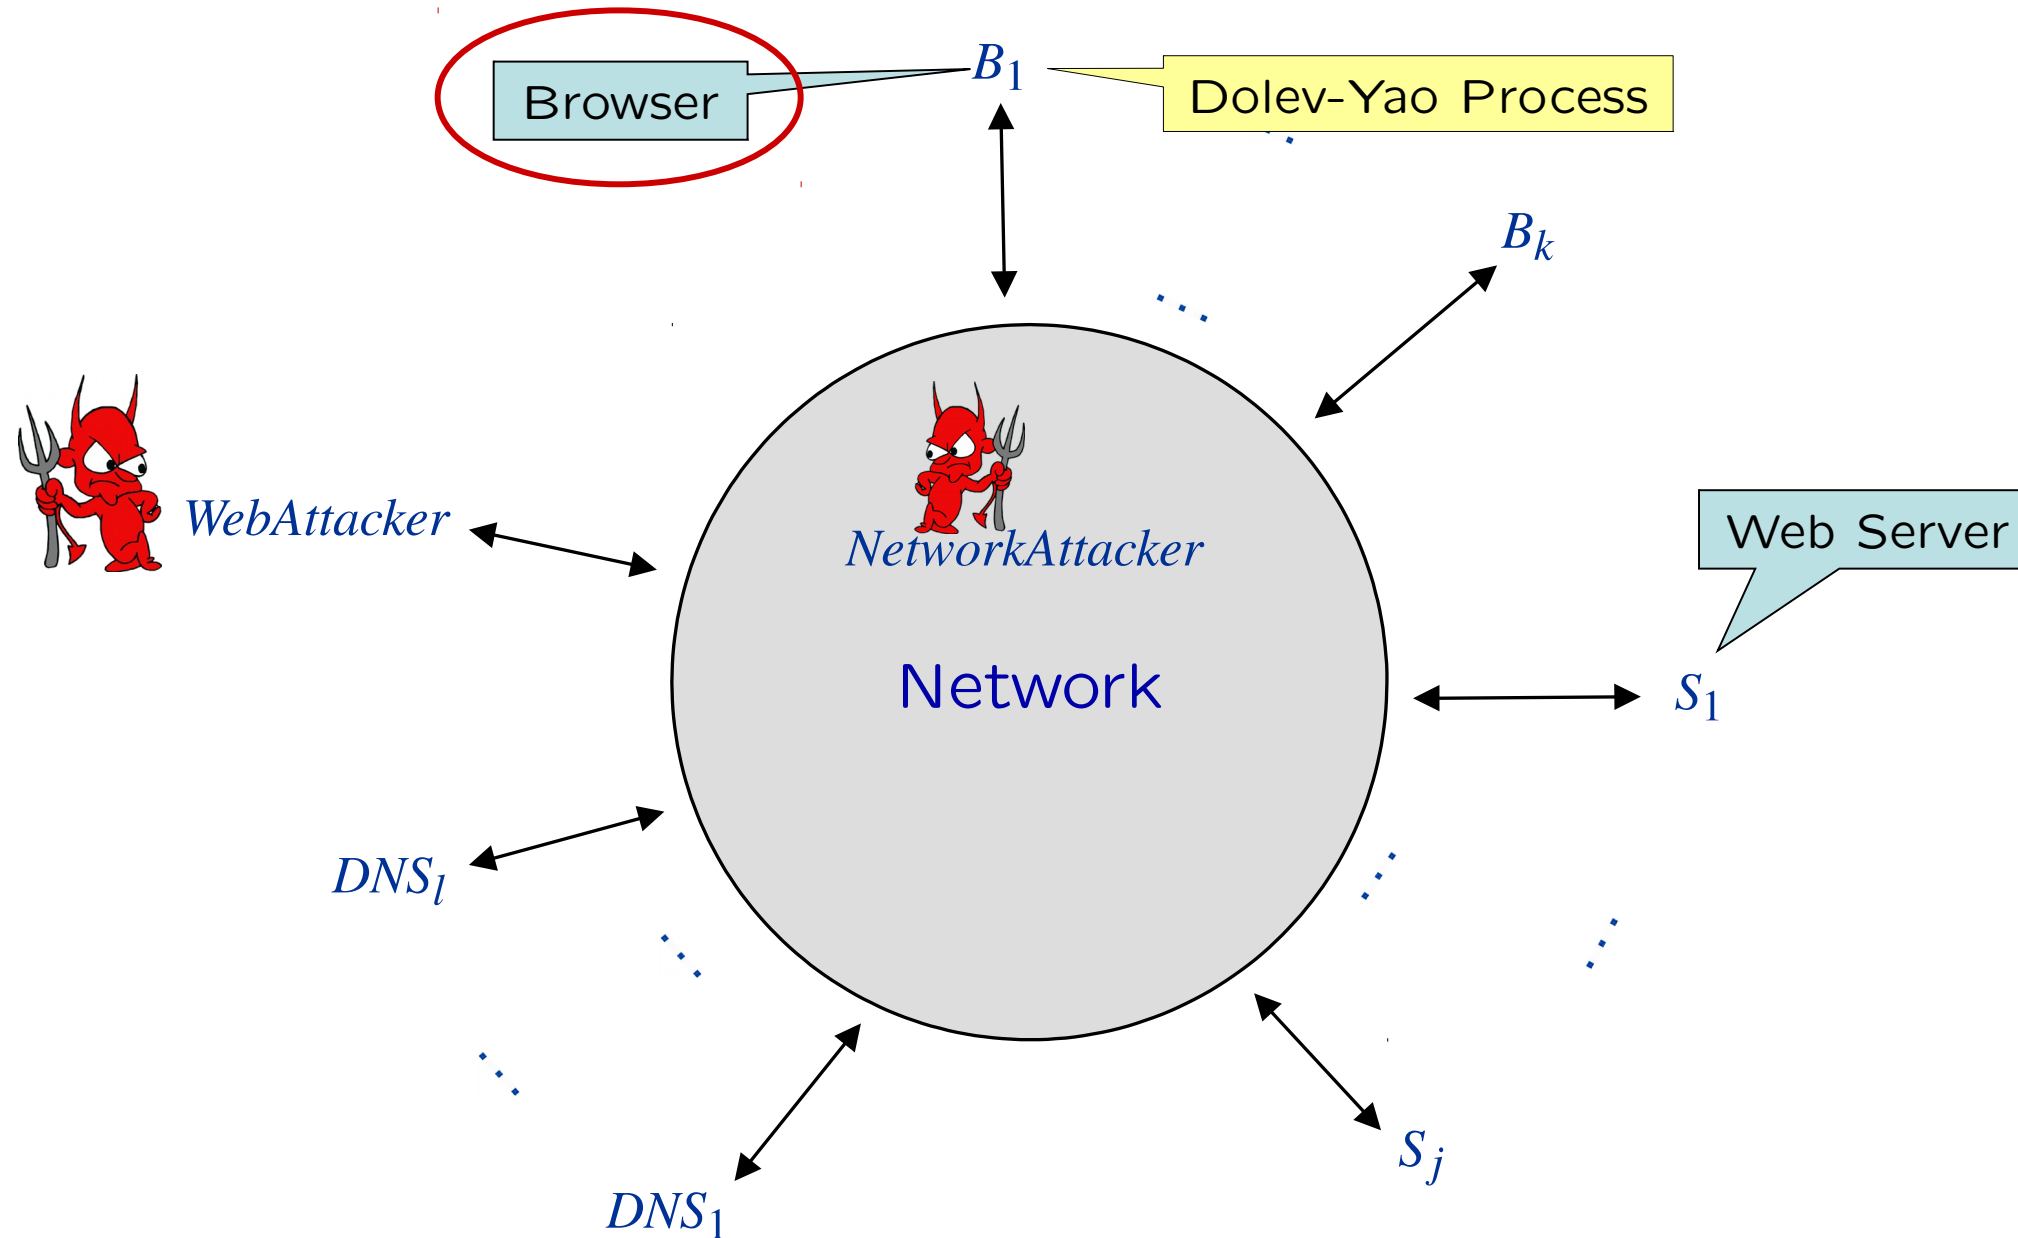 B₁
Browser
Dolev-Yao Process
Bₖ
WebAttacker
NetworkAttacker
Web Server
Network
S₁
DNSₗ
Sⱼ
DNS₁